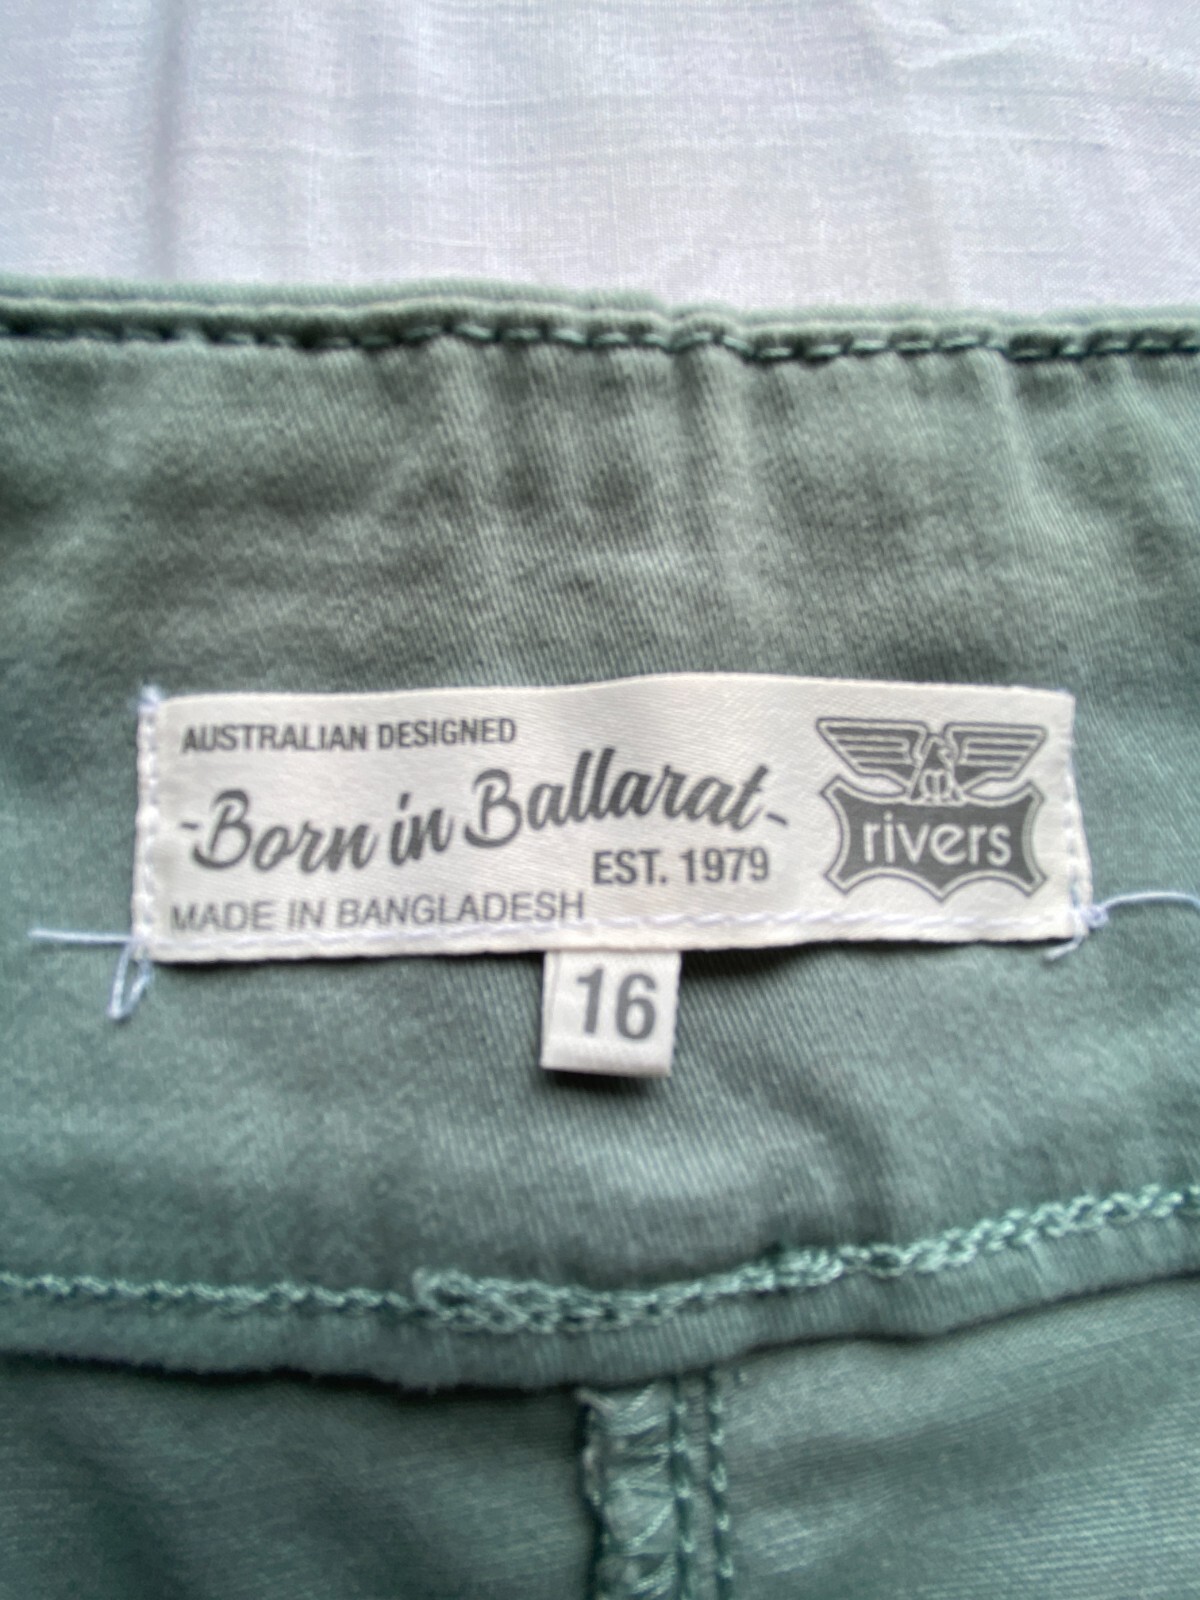 AUSTRALIAN DESIGNED
-Born in Ballarat-
EST. 1979
MADE IN BANGLADESH
rivers
16